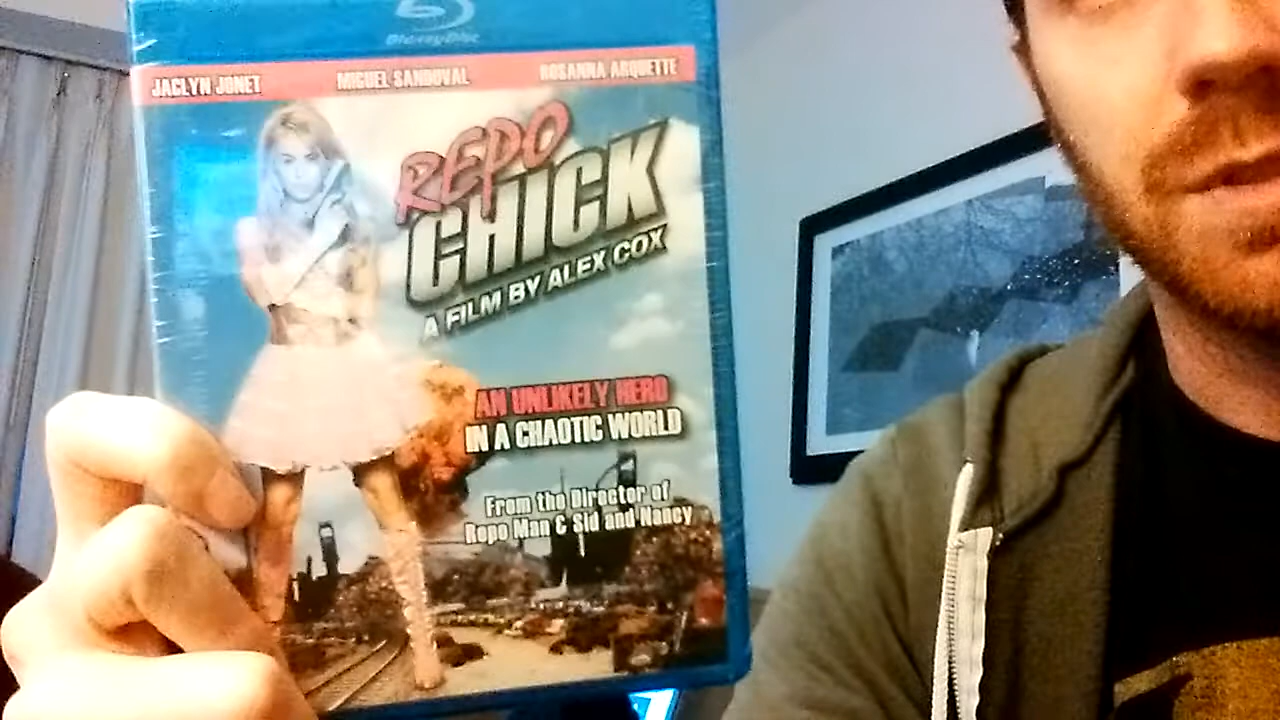 Blu-ray Disc
JACLYN JONET MIGUEL SANDOVAL ROSANNA ARQUETTE
REPO
CHICK
A FILM BY ALEX COX
AN UNLIKELY HERO
IN A CHAOTIC WORLD
From the Director of
Repo Man & Sid and Nancy